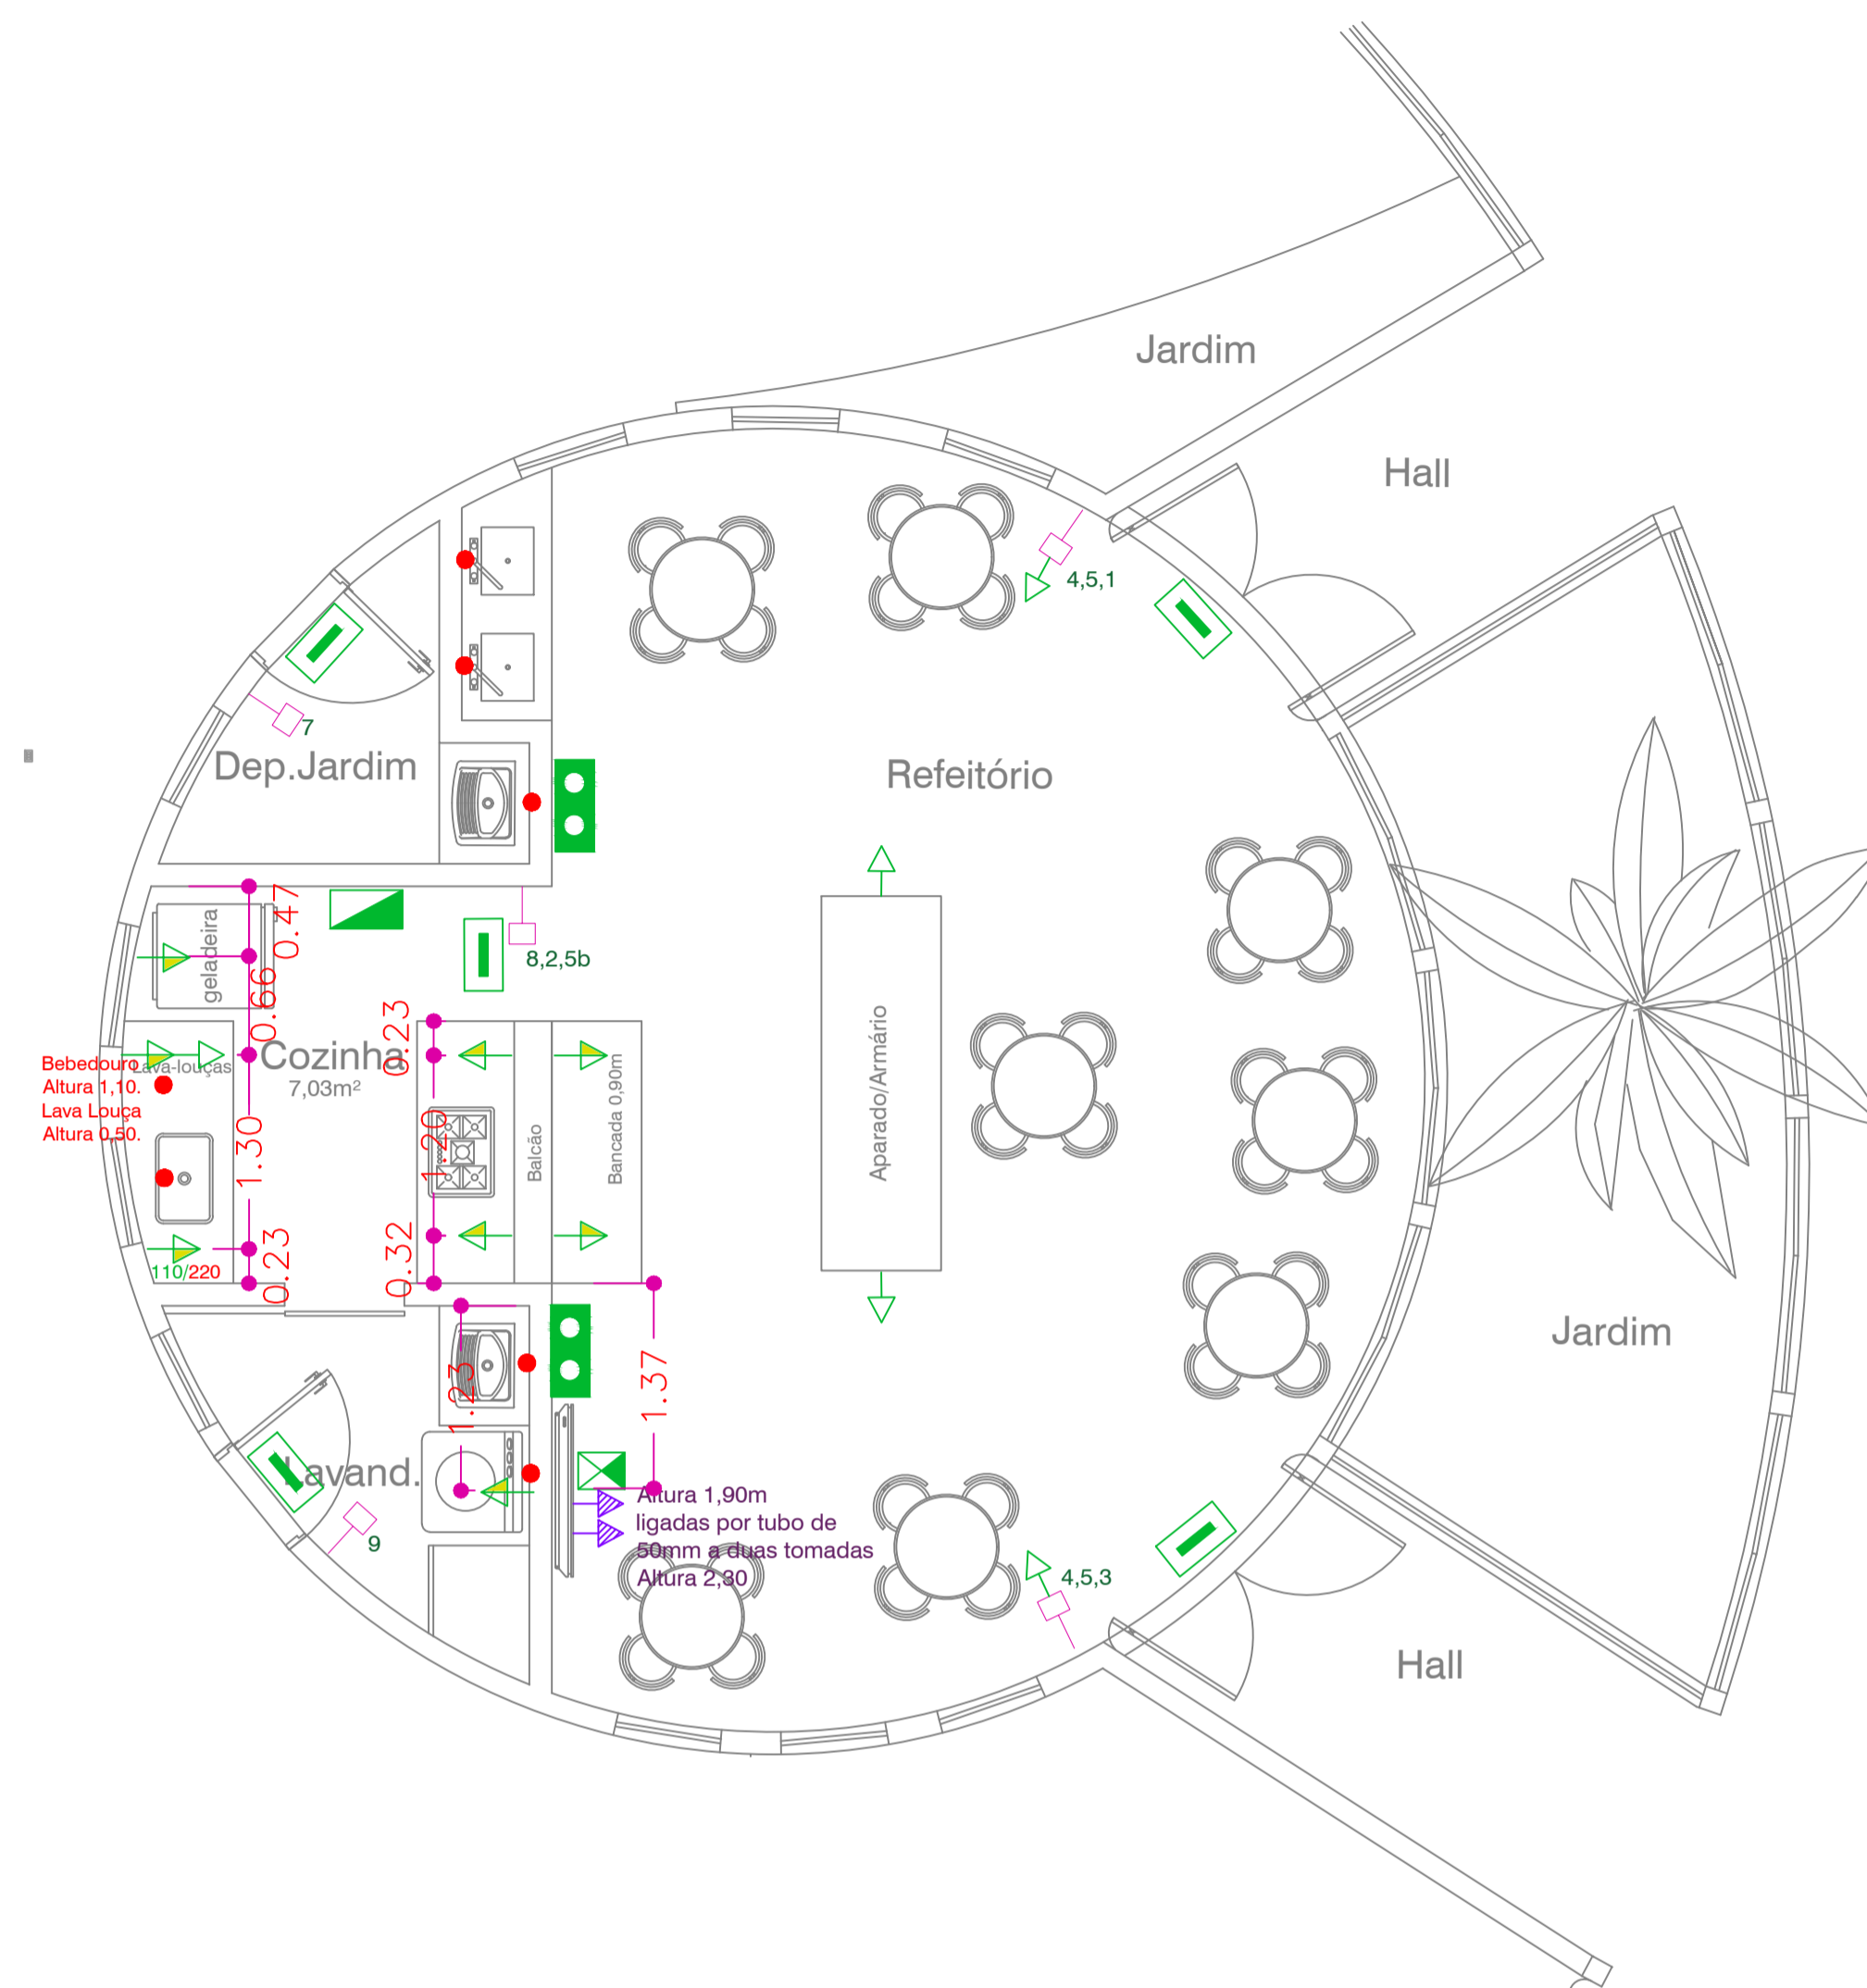 Jardim
Hall
4,5,1
7
Dep.Jardim
Refeitório
0.47
geladeira
8,2,5b
0.66
0.23
Cozinha
7,03m²
Lava-louças
Bebedouro
Altura 1,10.
Lava Louça
Altura 0,50.
1.30
1.20
Balcão
Bancada 0,90m
Aparado/Armário
0.23
110/220
0.32
Jardim
1.23
1.37
Lavand.
9
Altura 1,90m
ligadas por tubo de
50mm a duas tomadas
Altura 2,30
4,5,3
Hall